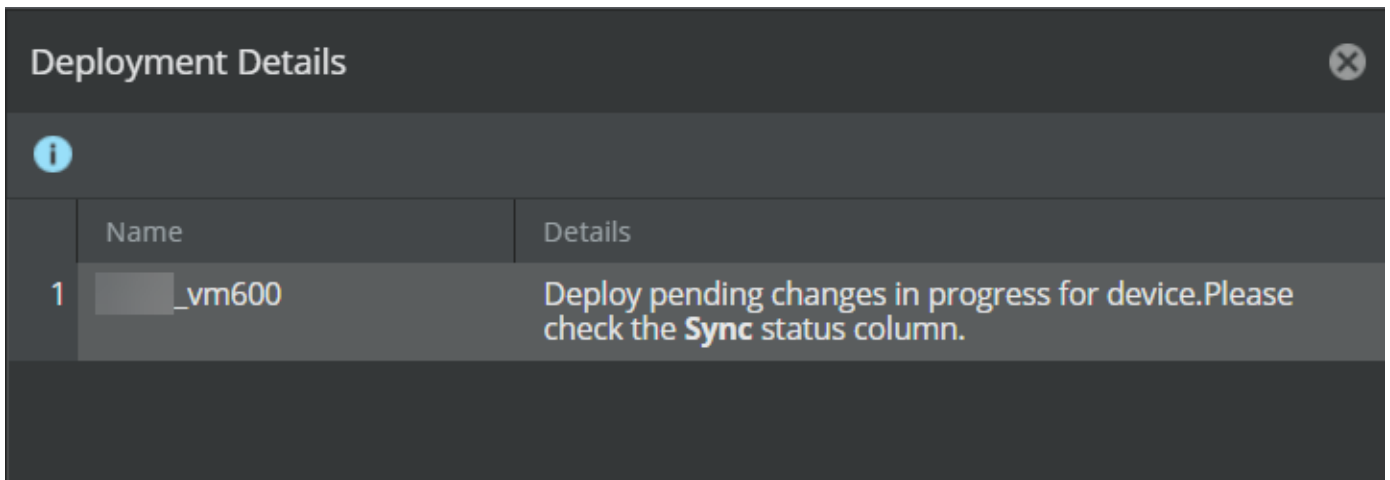 Deployment Details
i
Name Details
1 _vm600 Deploy pending changes in progress for device.Please
check the Sync status column.